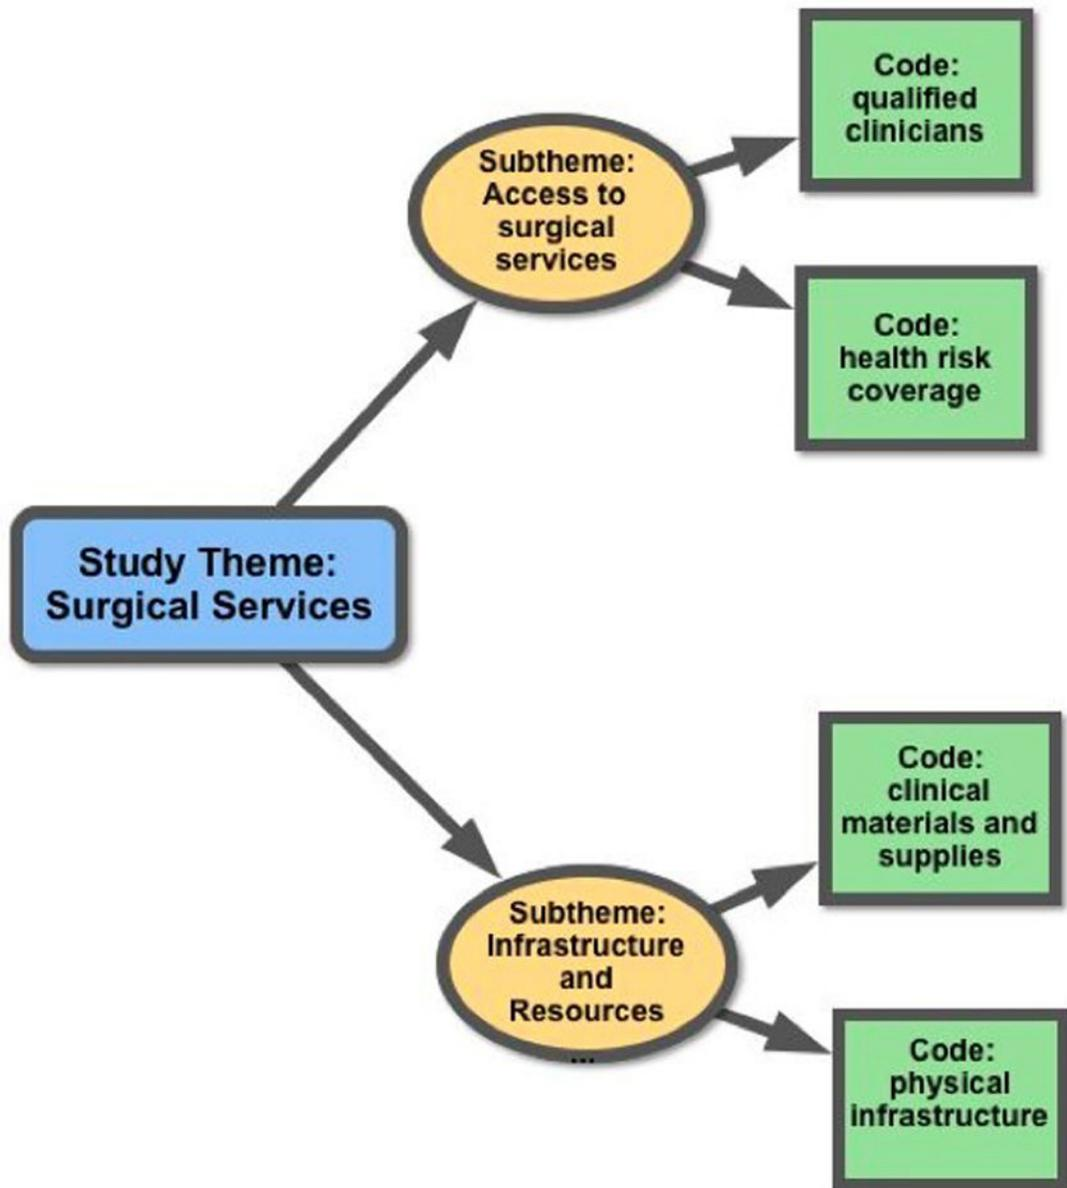 Code:
qualified
clinicians
Subtheme:
Access to
surgical
services
Code:
health risk
coverage
Study Theme:
Surgical Services
Code:
clinical
materials and
supplies
Subtheme:
Infrastructure
and
Resources
...
Code:
physical
infrastructure